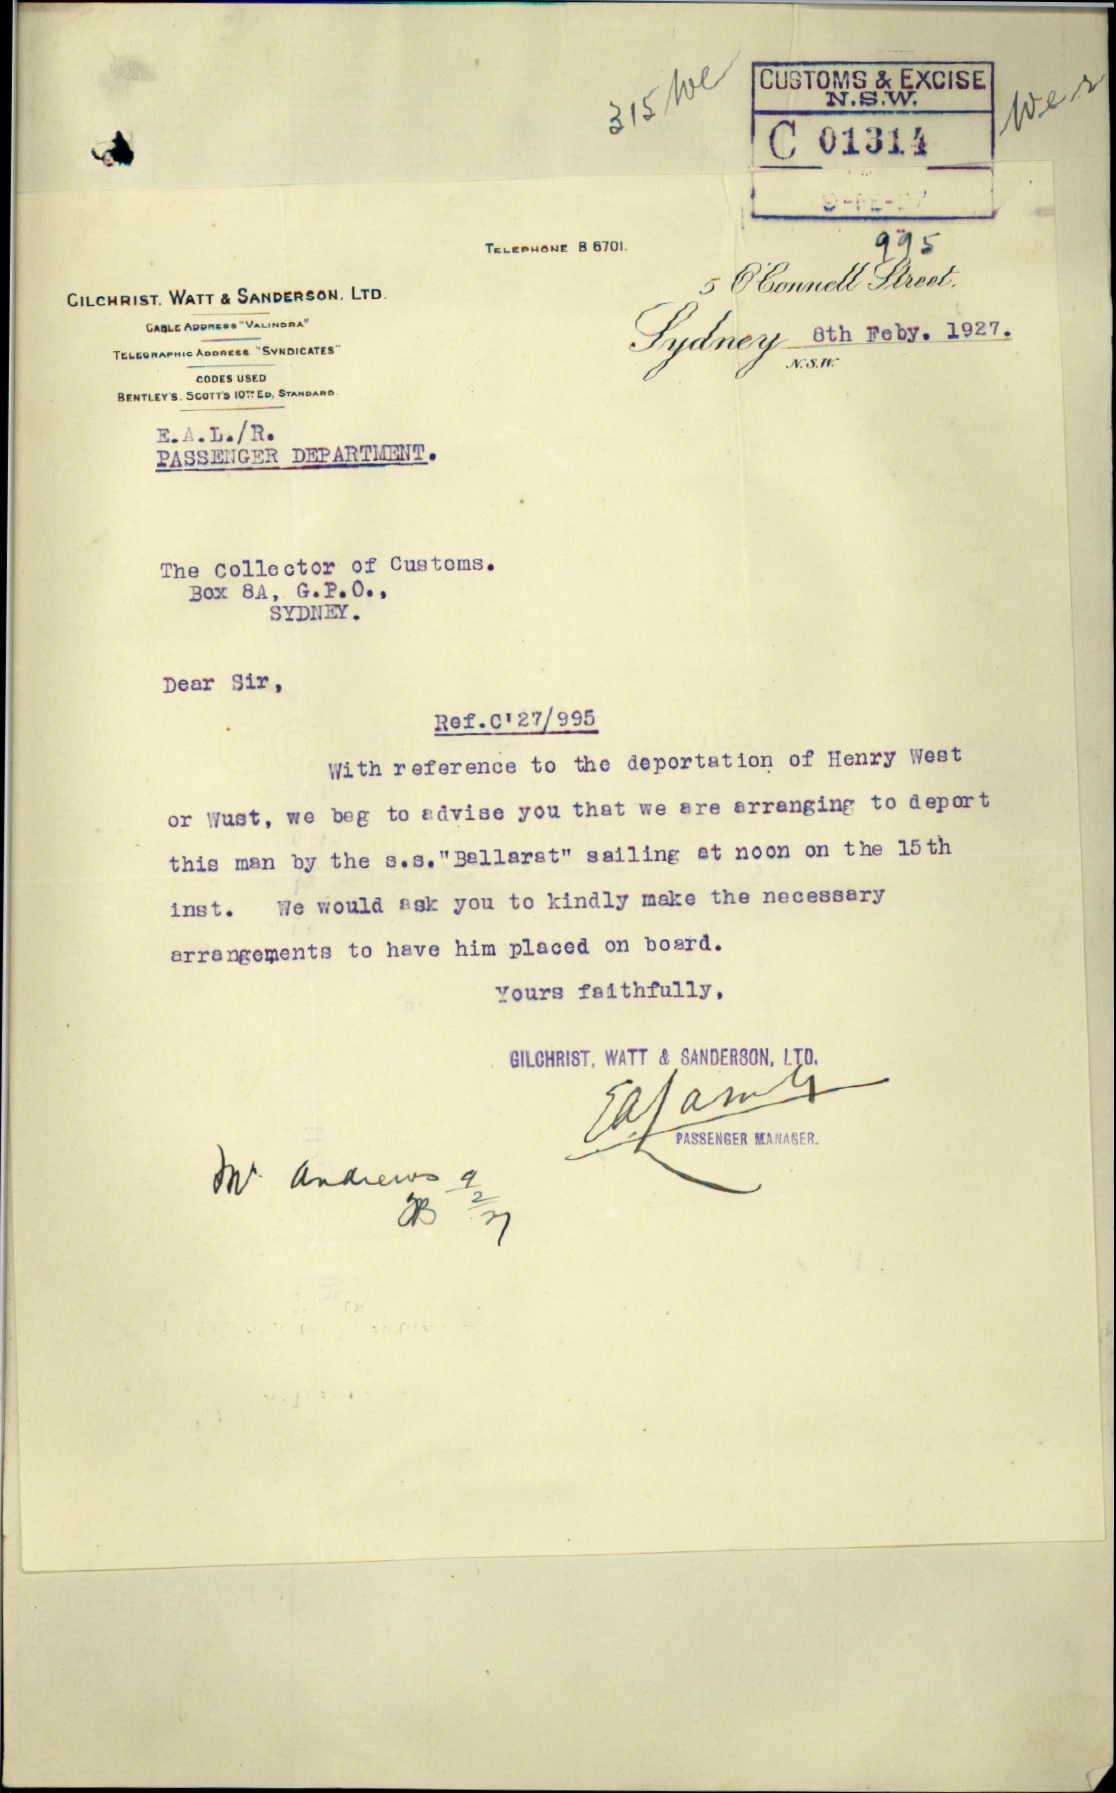 315 We
CUSTOMS & EXCISE
N.S.W.
C 01314
995
TELEPHONE B 6701.
5 O'Connell Street.
Sydney 8th Feby. 1927.
N.S.W.
GILCHRIST, WATT & SANDERSON, LTD.
CABLE ADDRESS "VALINDRA"
TELEGRAPHIC ADDRESS "SYNDICATES"
CODES USED
BENTLEY'S. SCOTT'S 10TH ED, STANDARD.
E.A.L./R.
PASSENGER DEPARTMENT.
The Collector of Customs.
Box 8A, G.P.O.,
SYDNEY.
Dear Sir,
Ref.C'27/995
With reference to the deportation of Henry West
or Wust, we beg to advise you that we are arranging to deport
this man by the s.s."Ballarat" sailing at noon on the 15th
inst. We would ask you to kindly make the necessary
arrangements to have him placed on board.
Yours faithfully,
GILCHRIST, WATT & SANDERSON, LTD.
PASSENGER MANAGER.
Mr Andrews 9
2
27